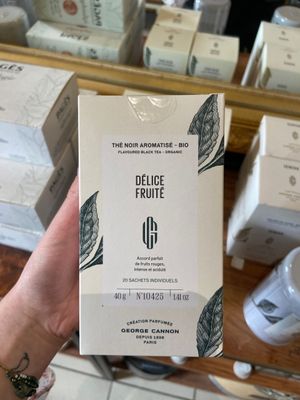 THÉ NOIR AROMATISÉ - BIO
FLAVOURED BLACK TEA - ORGANIC
DÉLICE
FRUITÉ
Accord parfait
de fruits rouges,
intense et acidulé
20 SACHETS INDIVIDUELS
40 g
N°10425
1.41 oz
CRÉATION PARFUMÉE
GEORGE CANNON
DEPUIS 1898
PARIS
PAGÈS